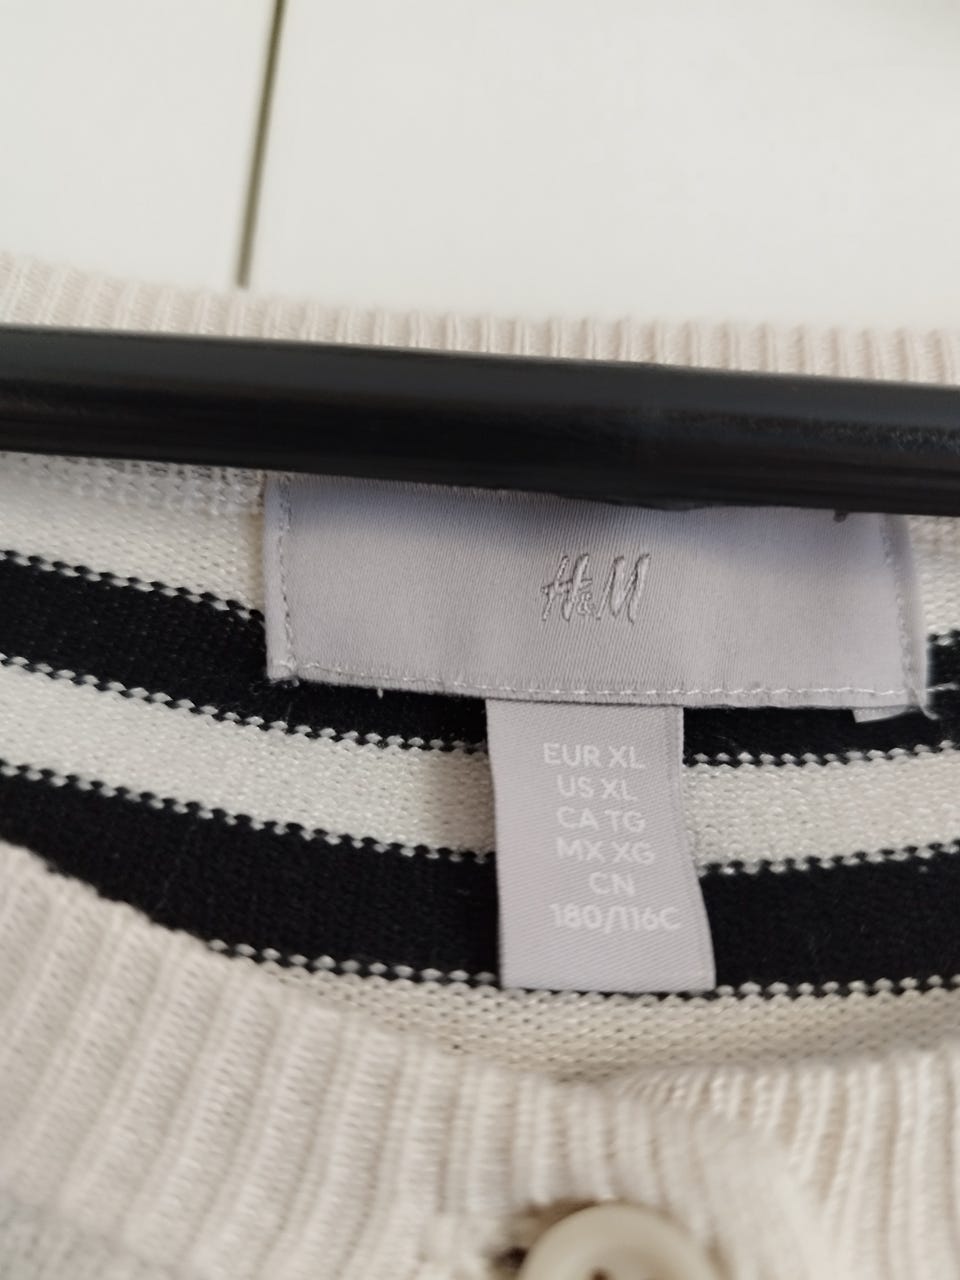 H&M
EUR XL
US XL
CA TG
MX XG
CN
180/116C